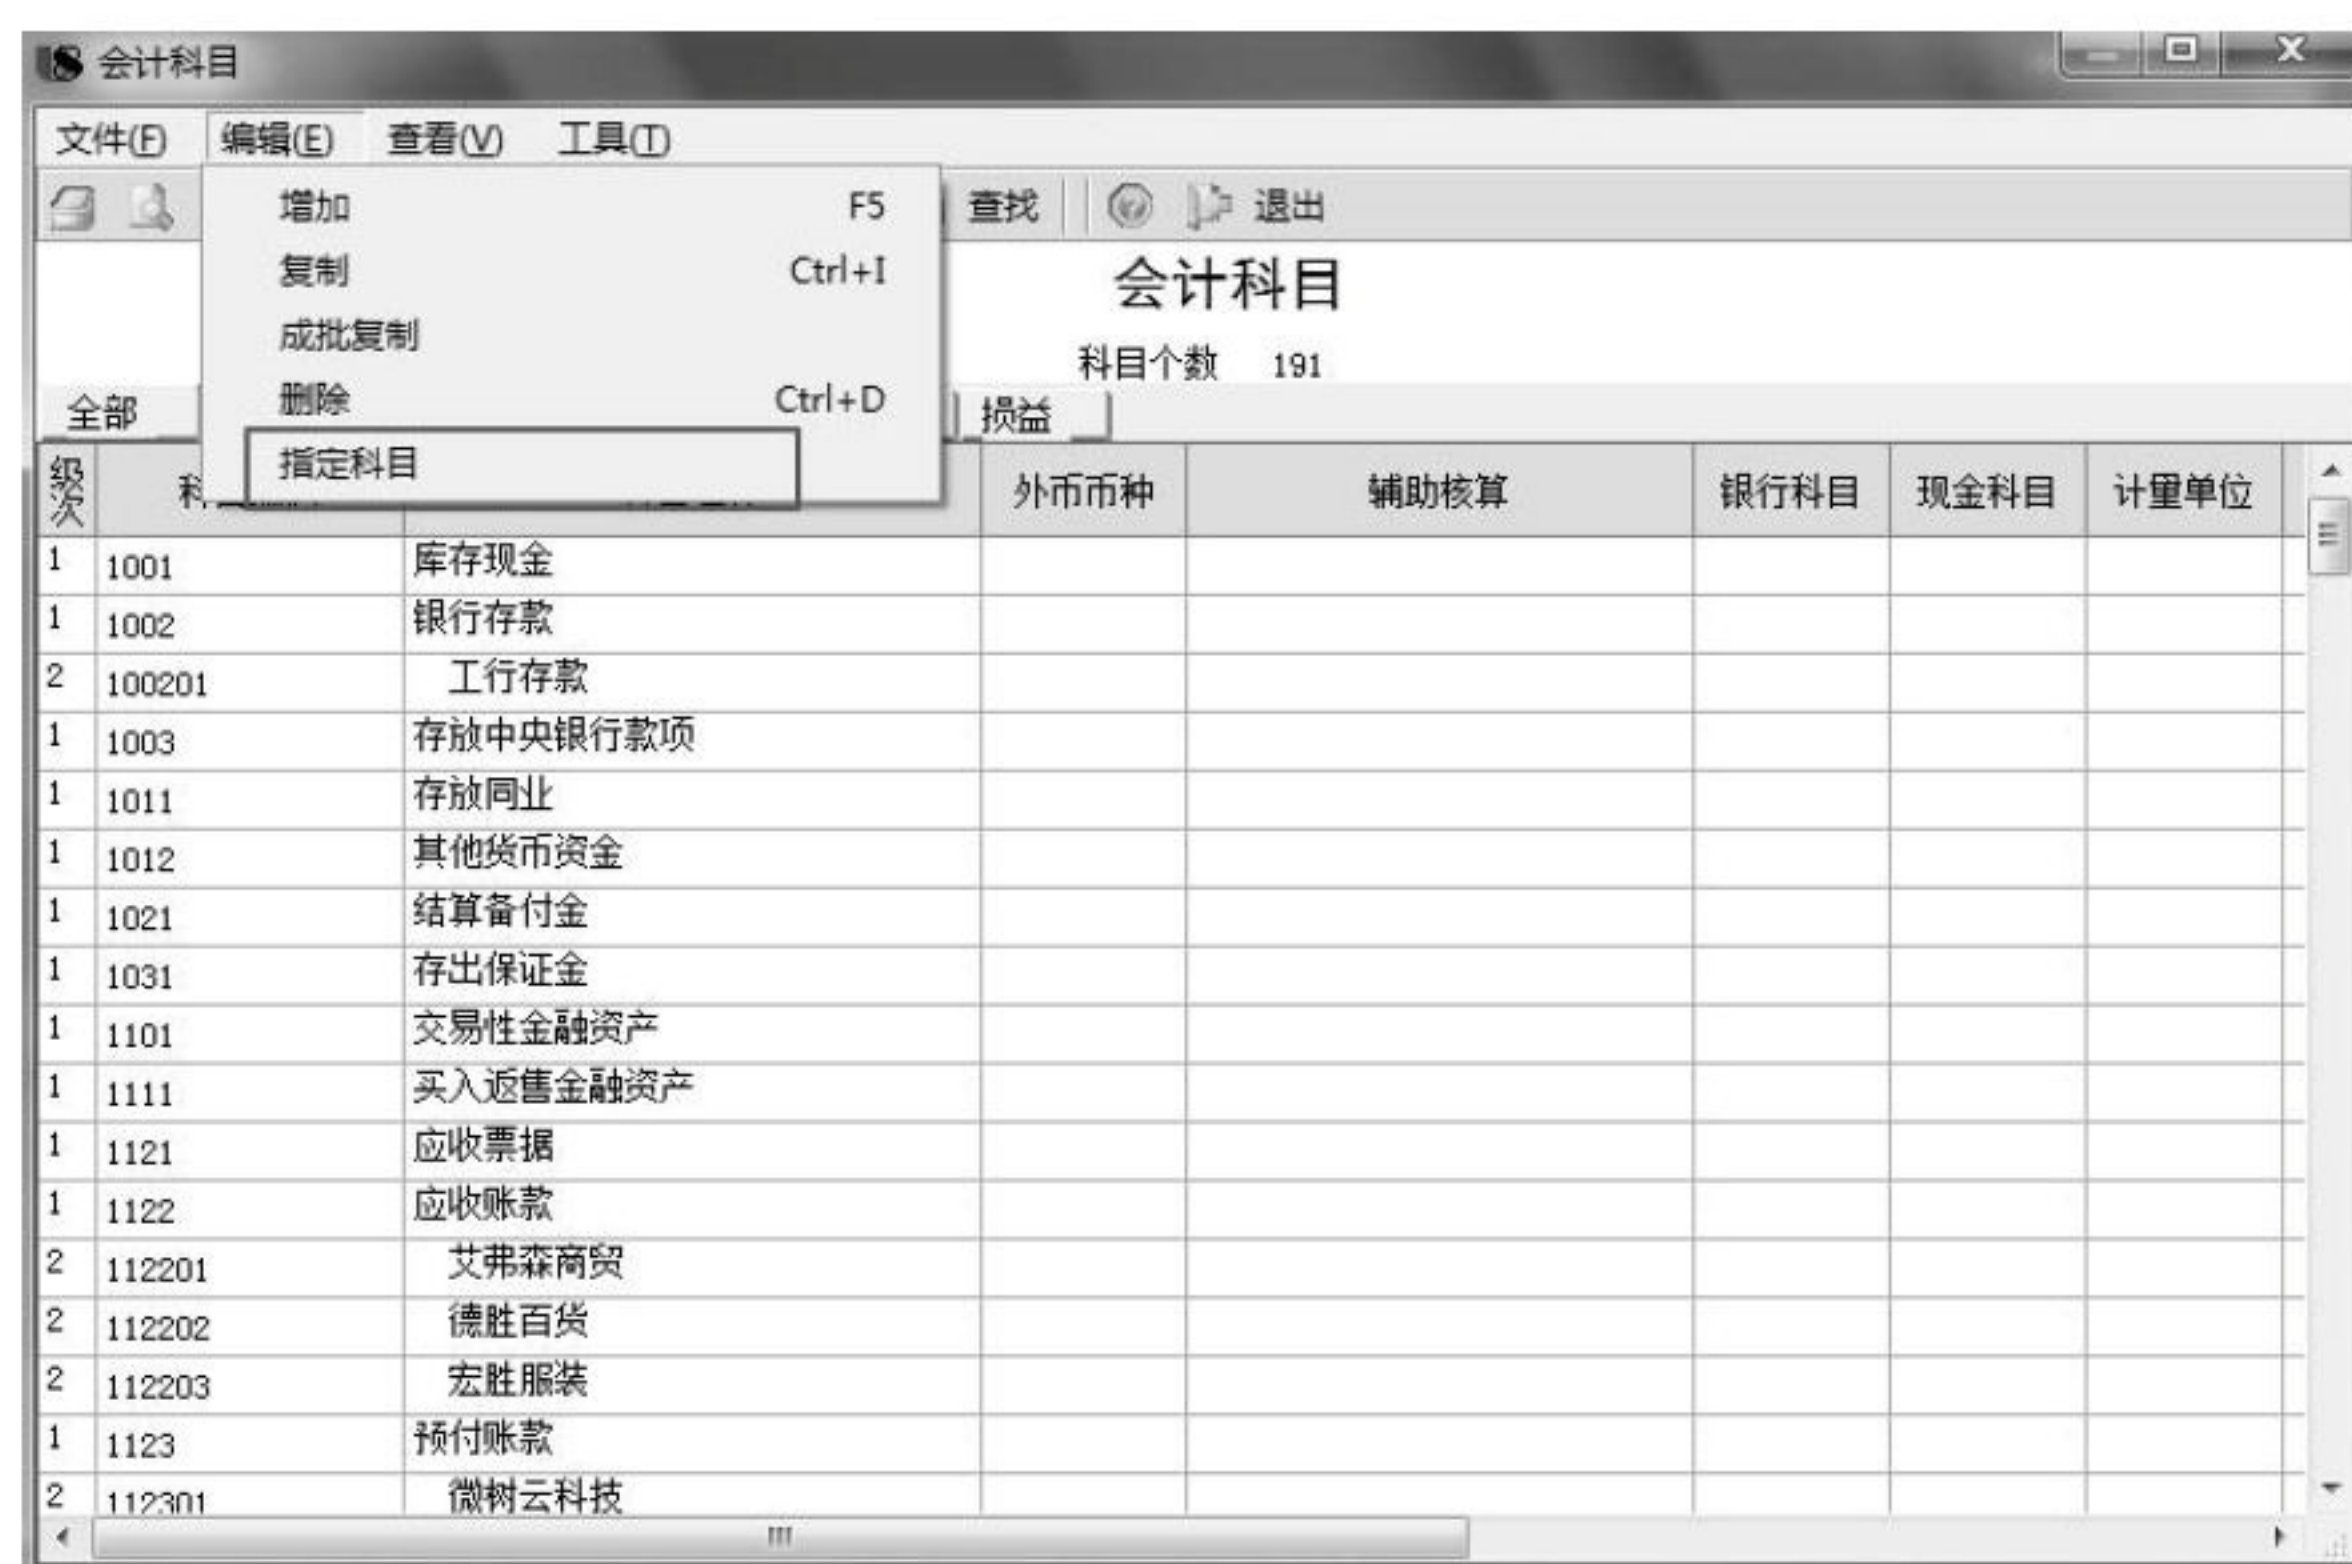 会计科目
文件(F) 编辑(E) 查看(V) 工具(T)
增加 F5 查找 退出
复制 Ctrl+I 会计科目
成批复制
科目个数 191
删除 Ctrl+D
全部 损益
指定科目
级次 外币币种 辅助核算 银行科目 现金科目 计量单位
1 1001 库存现金
1 1002 银行存款
2 100201 工行存款
1 1003 存放中央银行款项
1 1011 存放同业
1 1012 其他货币资金
1 1021 结算备付金
1 1031 存出保证金
1 1101 交易性金融资产
1 1111 买入返售金融资产
1 1121 应收票据
1 1122 应收账款
2 112201 艾弗森商贸
2 112202 德胜百货
2 112203 宏胜服装
1 1123 预付账款
2 112301 微树云科技